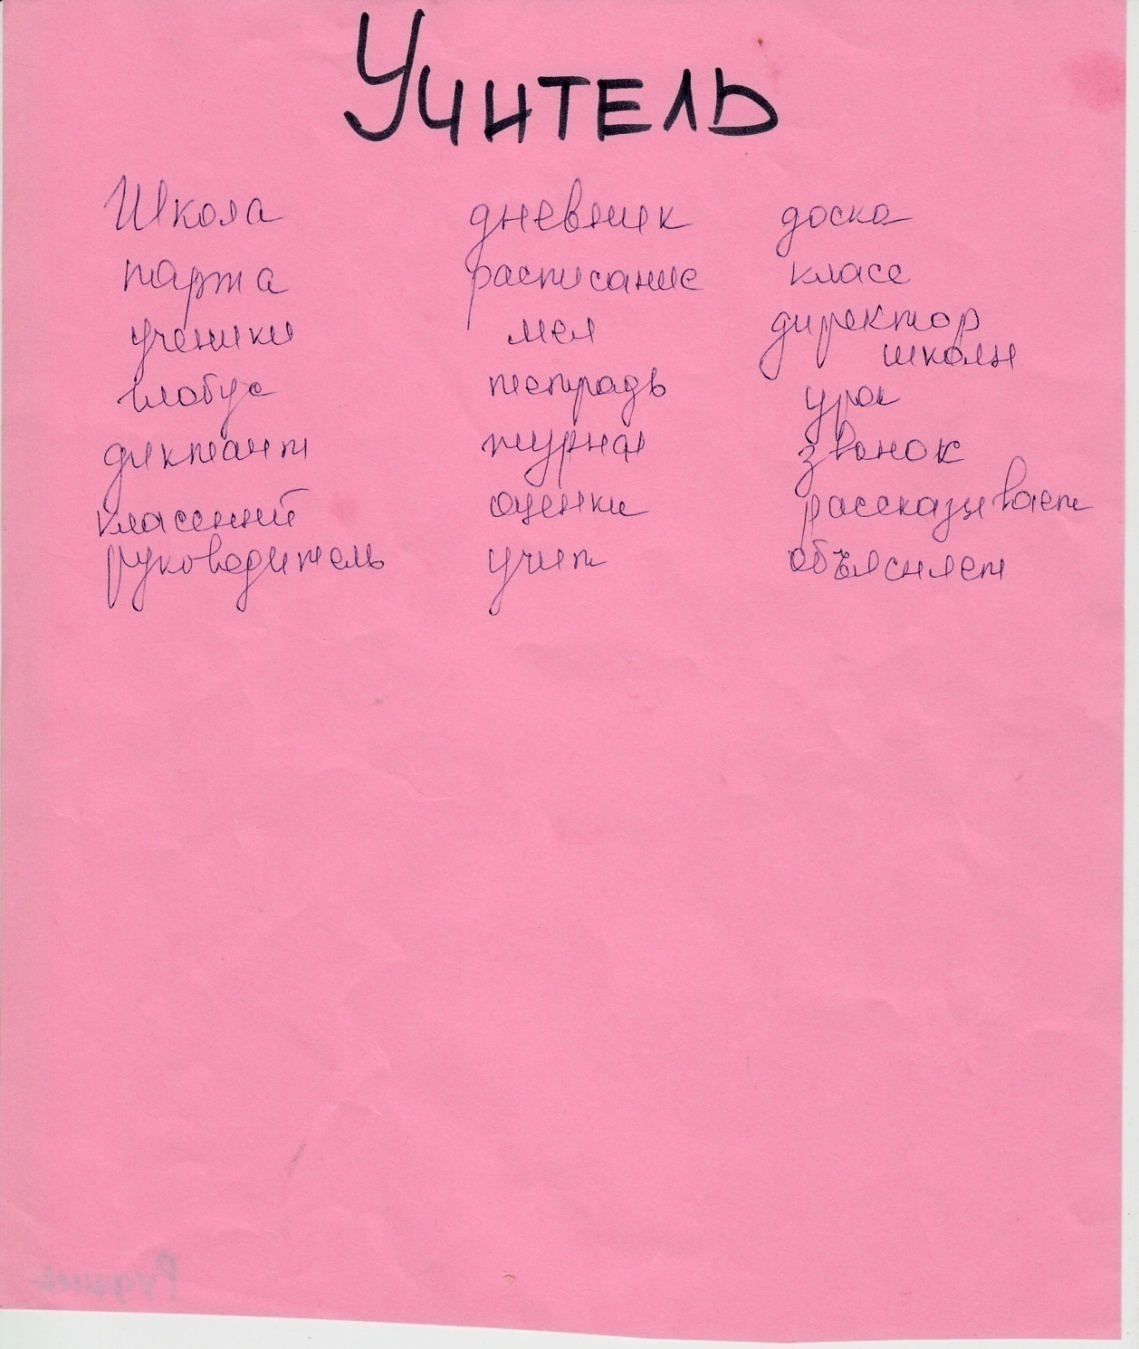 УЧИТЕЛЬ
Школа
парта
ученики
глобус
диктант
классный
руководитель
дневник
расписание
мел
тетрадь
журнал
оценки
учит
доска
класс
директор
школы
урок
звонок
рассказывает
объясняет